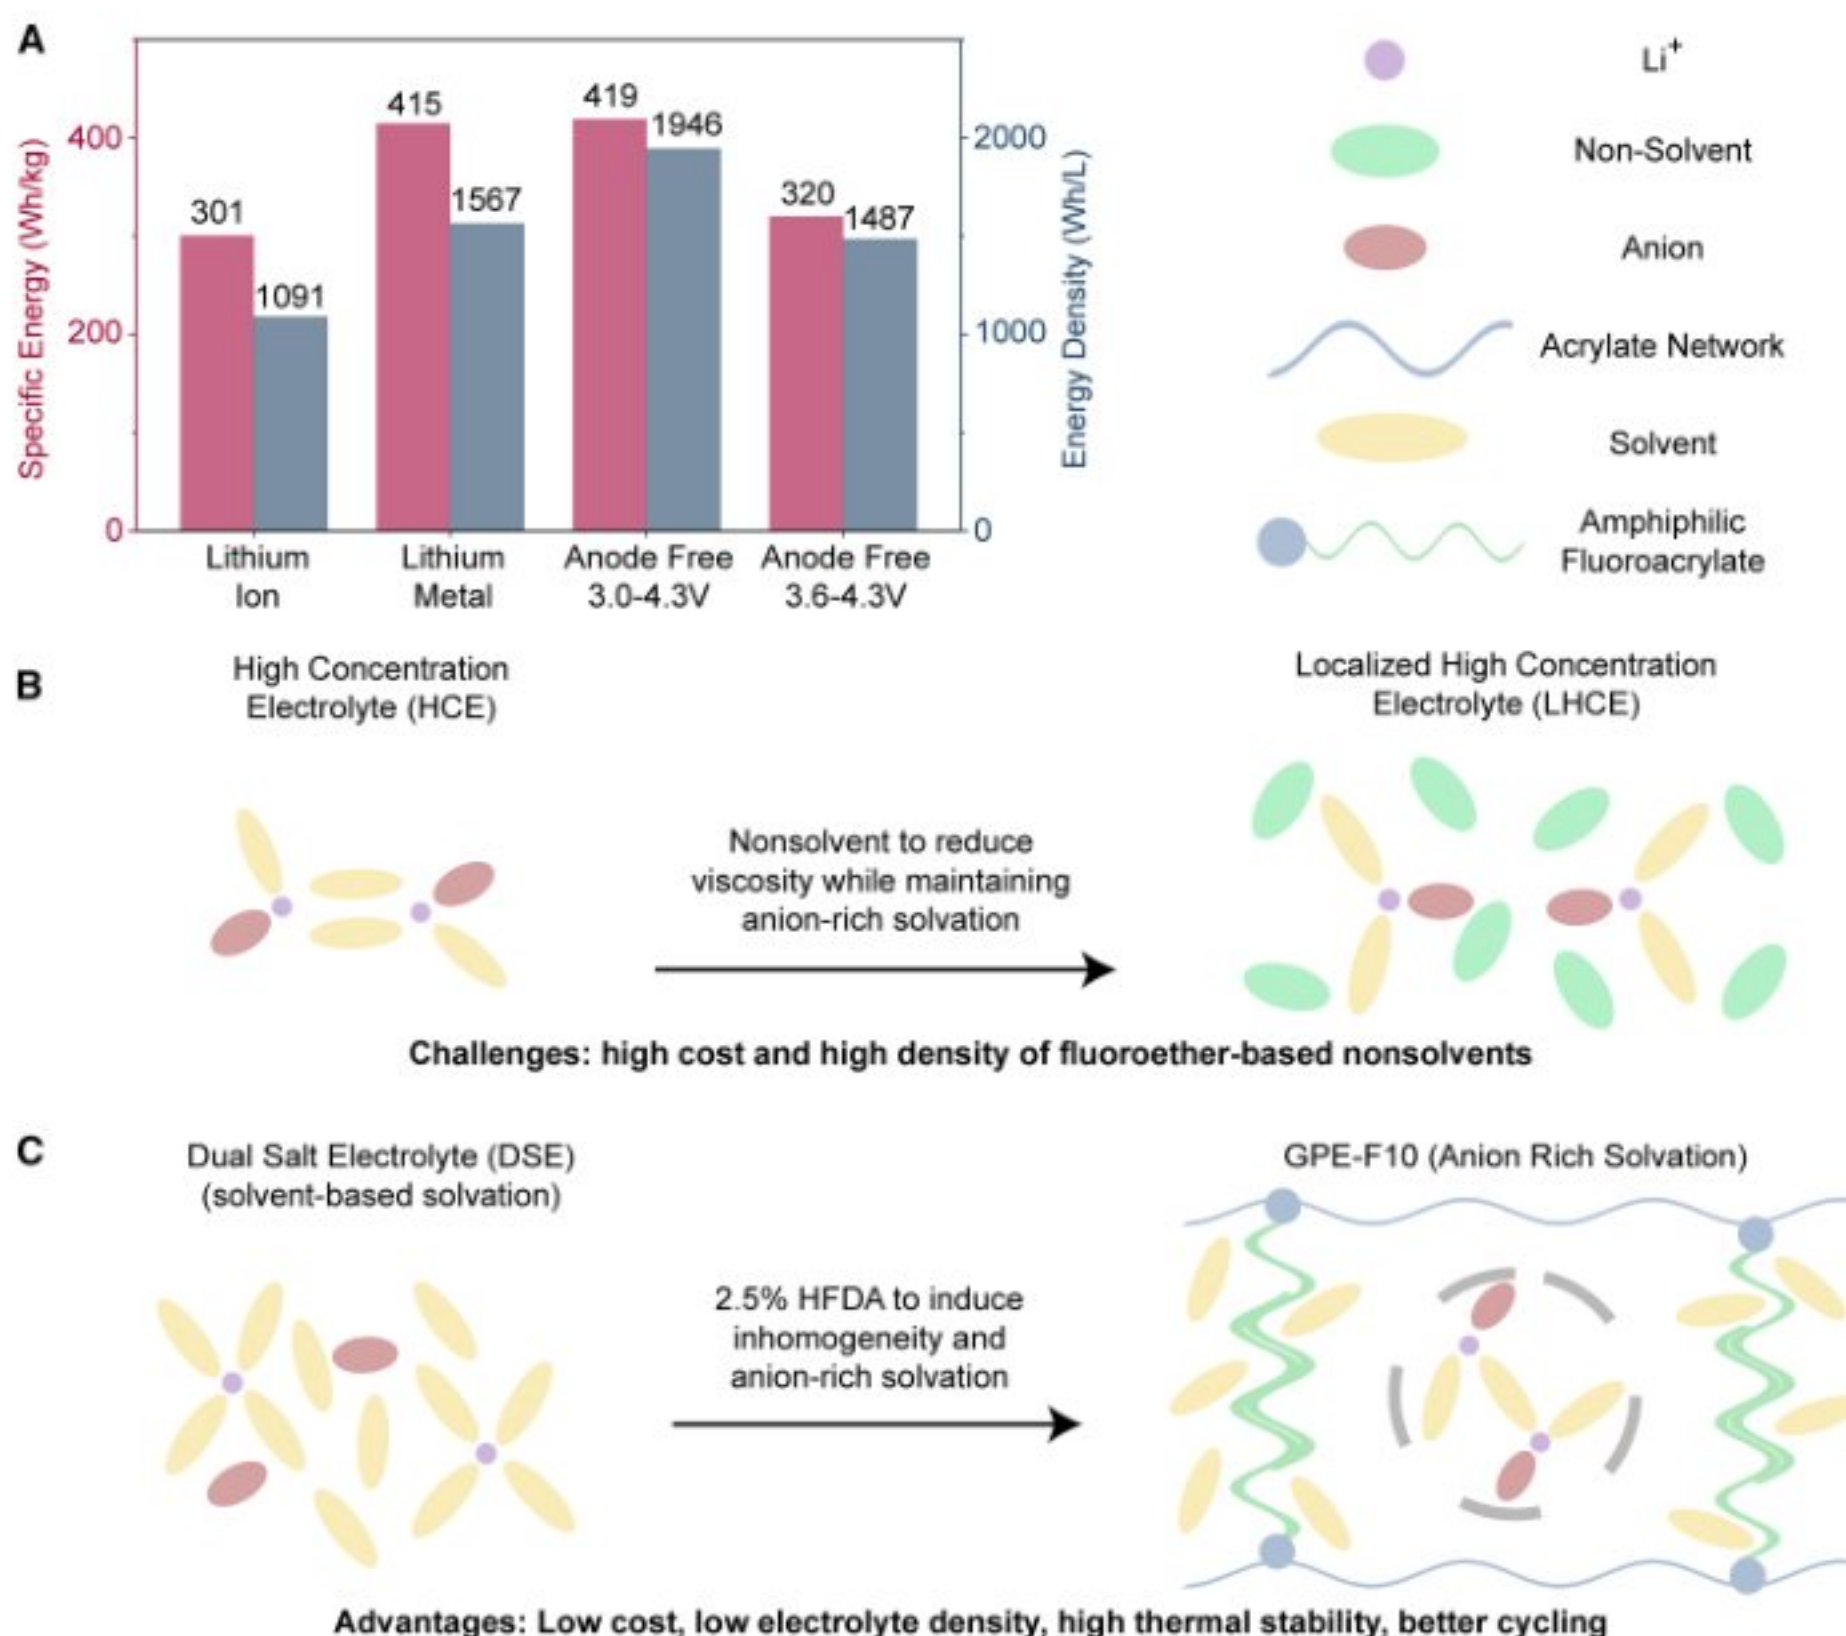 A
Specific Energy (Wh/kg)
400
200
0
301
1091
415
1567
419
1946
320
1487
2000
1000
0
Energy Density (Wh/L)
Lithium
Ion
Lithium
Metal
Anode Free
3.0-4.3V
Anode Free
3.6-4.3V
Li+
Non-Solvent
Anion
Acrylate Network
Solvent
Amphiphilic
Fluoroacrylate
B
High Concentration
Electrolyte (HCE)
Nonsolvent to reduce
viscosity while maintaining
anion-rich solvation
Localized High Concentration
Electrolyte (LHCE)
Challenges: high cost and high density of fluoroether-based nonsolvents
C
Dual Salt Electrolyte (DSE)
(solvent-based solvation)
2.5% HFDA to induce
inhomogeneity and
anion-rich solvation
GPE-F10 (Anion Rich Solvation)
Advantages: Low cost, low electrolyte density, high thermal stability, better cycling